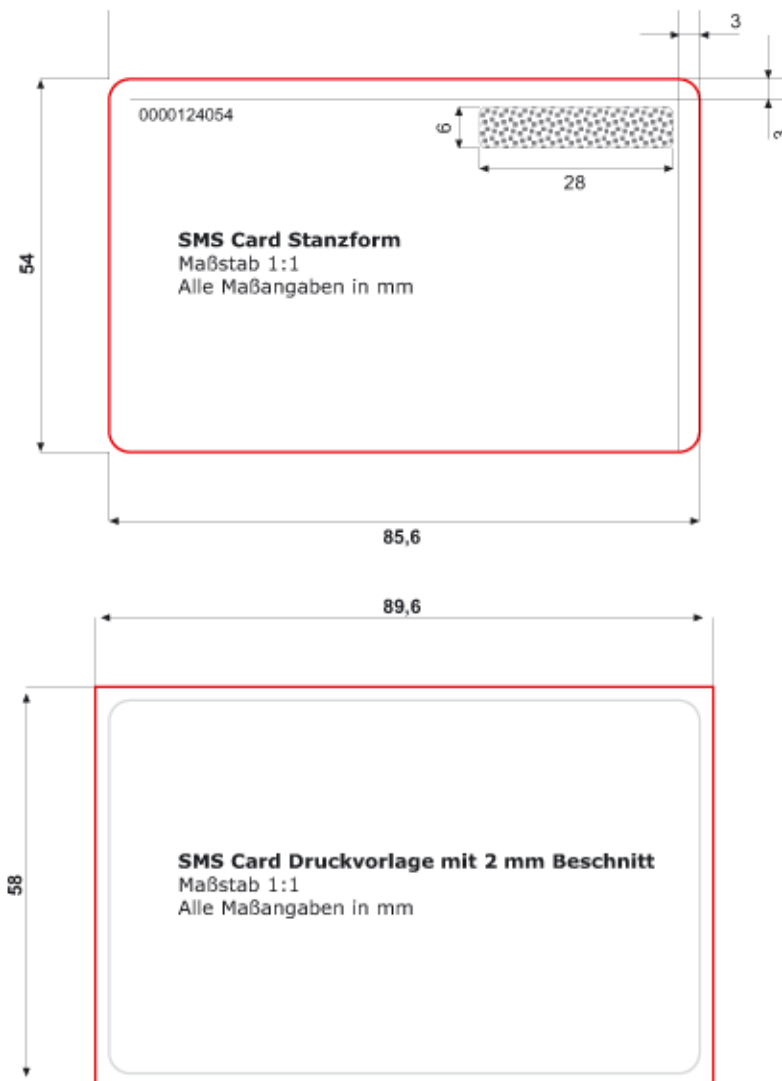 3
0000124054
3
6
28
SMS Card Stanzform
Maßstab 1:1
Alle Maßangaben in mm
54
85,6
89,6
SMS Card Druckvorlage mit 2 mm Beschnitt
Maßstab 1:1
Alle Maßangaben in mm
58